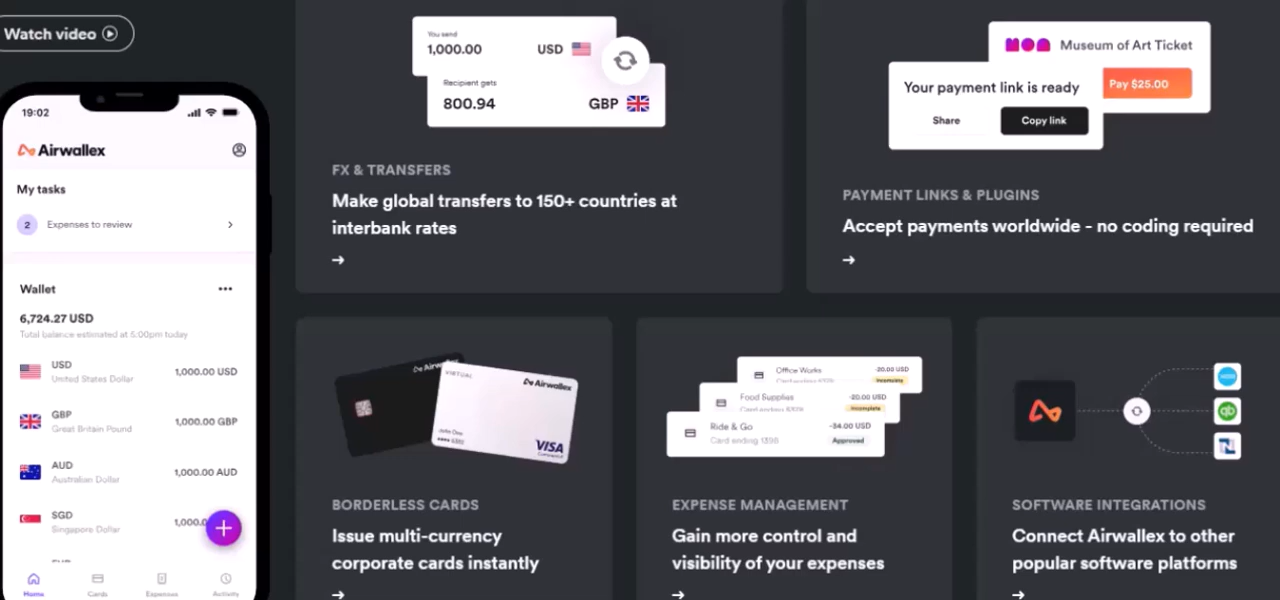 Watch video
19:02
Airwallex
My tasks
2 Expenses to review
Wallet
6,724.27 USD
Total balance estimated at 5:00pm today
USD
United States Dollar
1,000.00 USD
GBP
Great Britain Pound
1,000.00 GBP
AUD
Australian Dollar
1,000.00 AUD
SGD
Singapore Dollar
1,000.0
Home Cards Expenses Activity
You send
1,000.00 USD
Recipient gets
800.94 GBP
FX & TRANSFERS
Make global transfers to 150+ countries at
interbank rates
Museum of Art Ticket
Pay $25.00
Your payment link is ready
Share Copy link
PAYMENT LINKS & PLUGINS
Accept payments worldwide - no coding required
VIRTUAL
Airwallex
VISA
BORDERLESS CARDS
Issue multi-currency
corporate cards instantly
Office Works -20.00 USD
Food Supplies -20.00 USD
Incomplete
Ride & Go -34.00 USD
Card ending 1396 Approved
EXPENSE MANAGEMENT
Gain more control and
visibility of your expenses
qb
N
SOFTWARE INTEGRATIONS
Connect Airwallex to other
popular software platforms